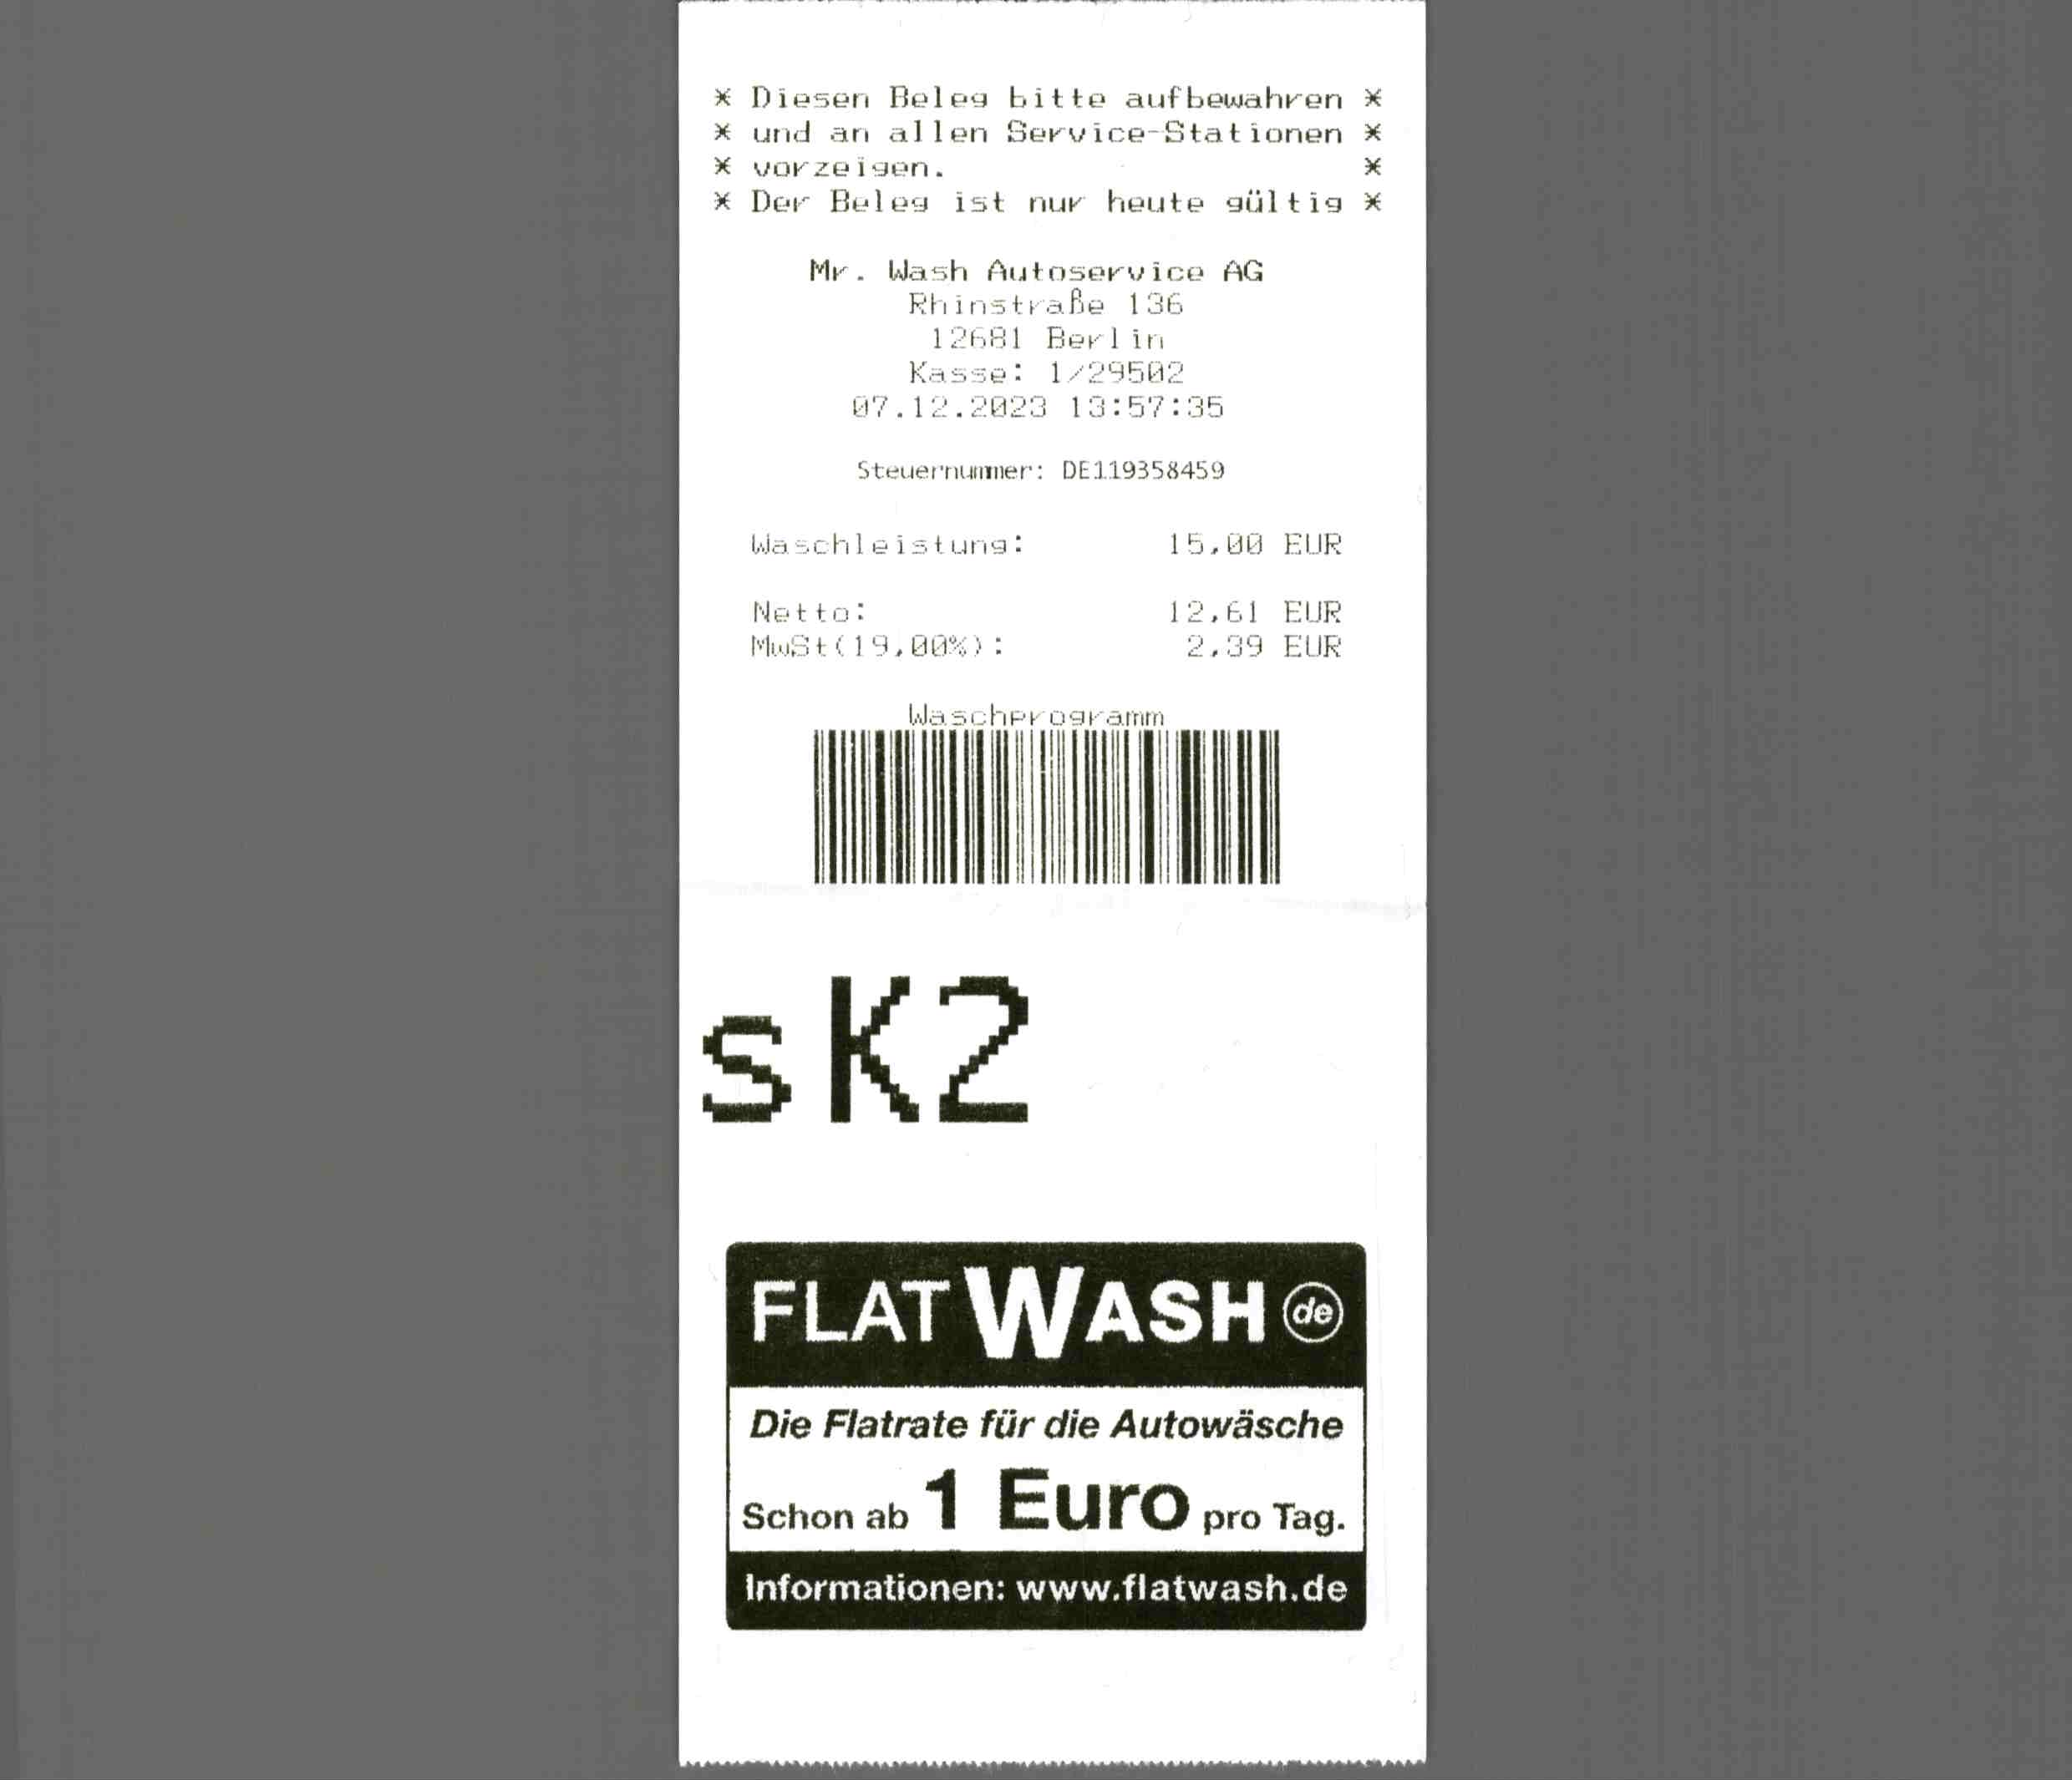 * Diesen Beleg bitte aufbewahren *
* und an allen Service-Stationen *
* vorzeigen. *
* Der Beleg ist nur heute gültig *
Mr. Wash Autoservice AG
Rhinstraße 136
12681 Berlin
Kasse: 1/29502
07.12.2023 13:57:35
Steuernummer: DE119358459
Waschleistung: 15,00 EUR
Netto: 12,61 EUR
MwSt(19,00%): 2,39 EUR
Waschprogramm
sK2
FLATWASH de
Die Flatrate für die Autowäsche
Schon ab 1 Euro pro Tag.
Informationen: www.flatwash.de